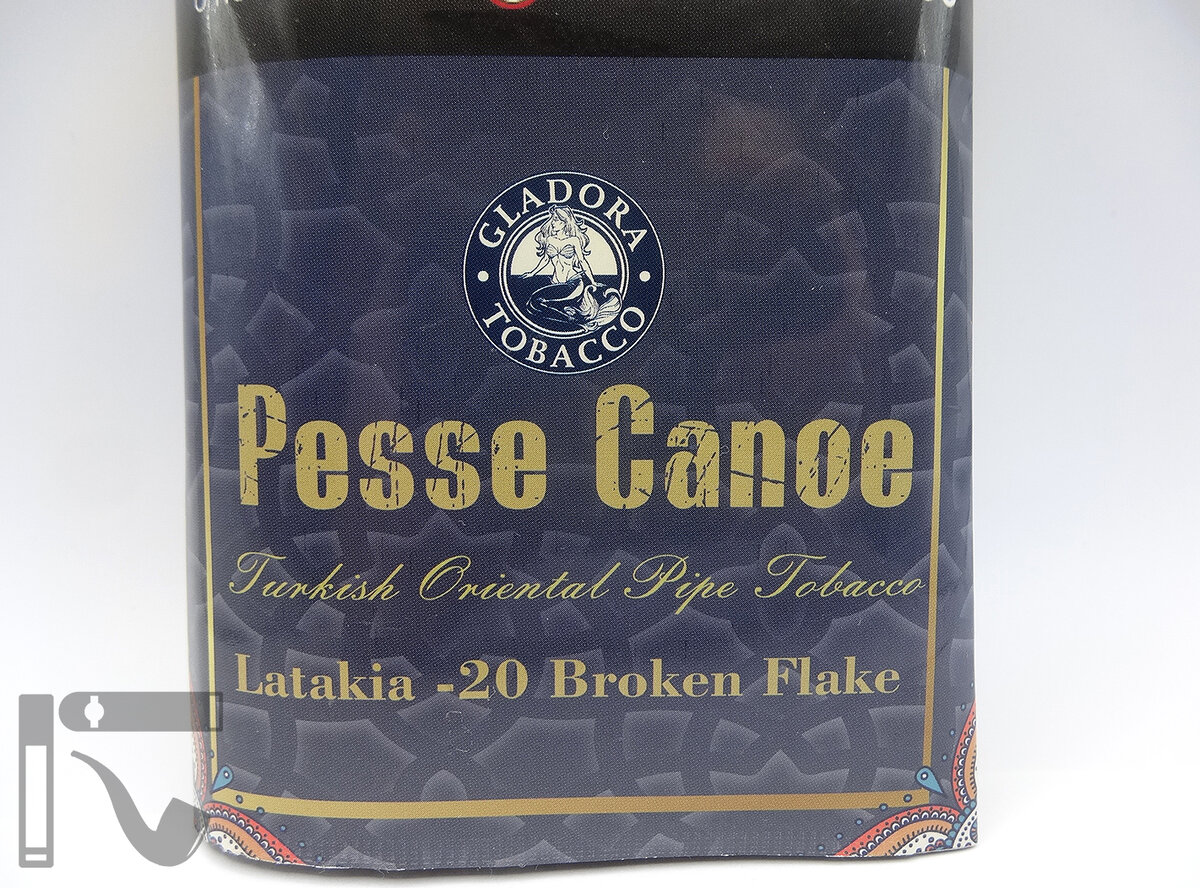 GLADORA
TOBACCO
Pesse Canoe
Turkish Oriental Pipe Tobacco
Latakia -20 Broken Flake